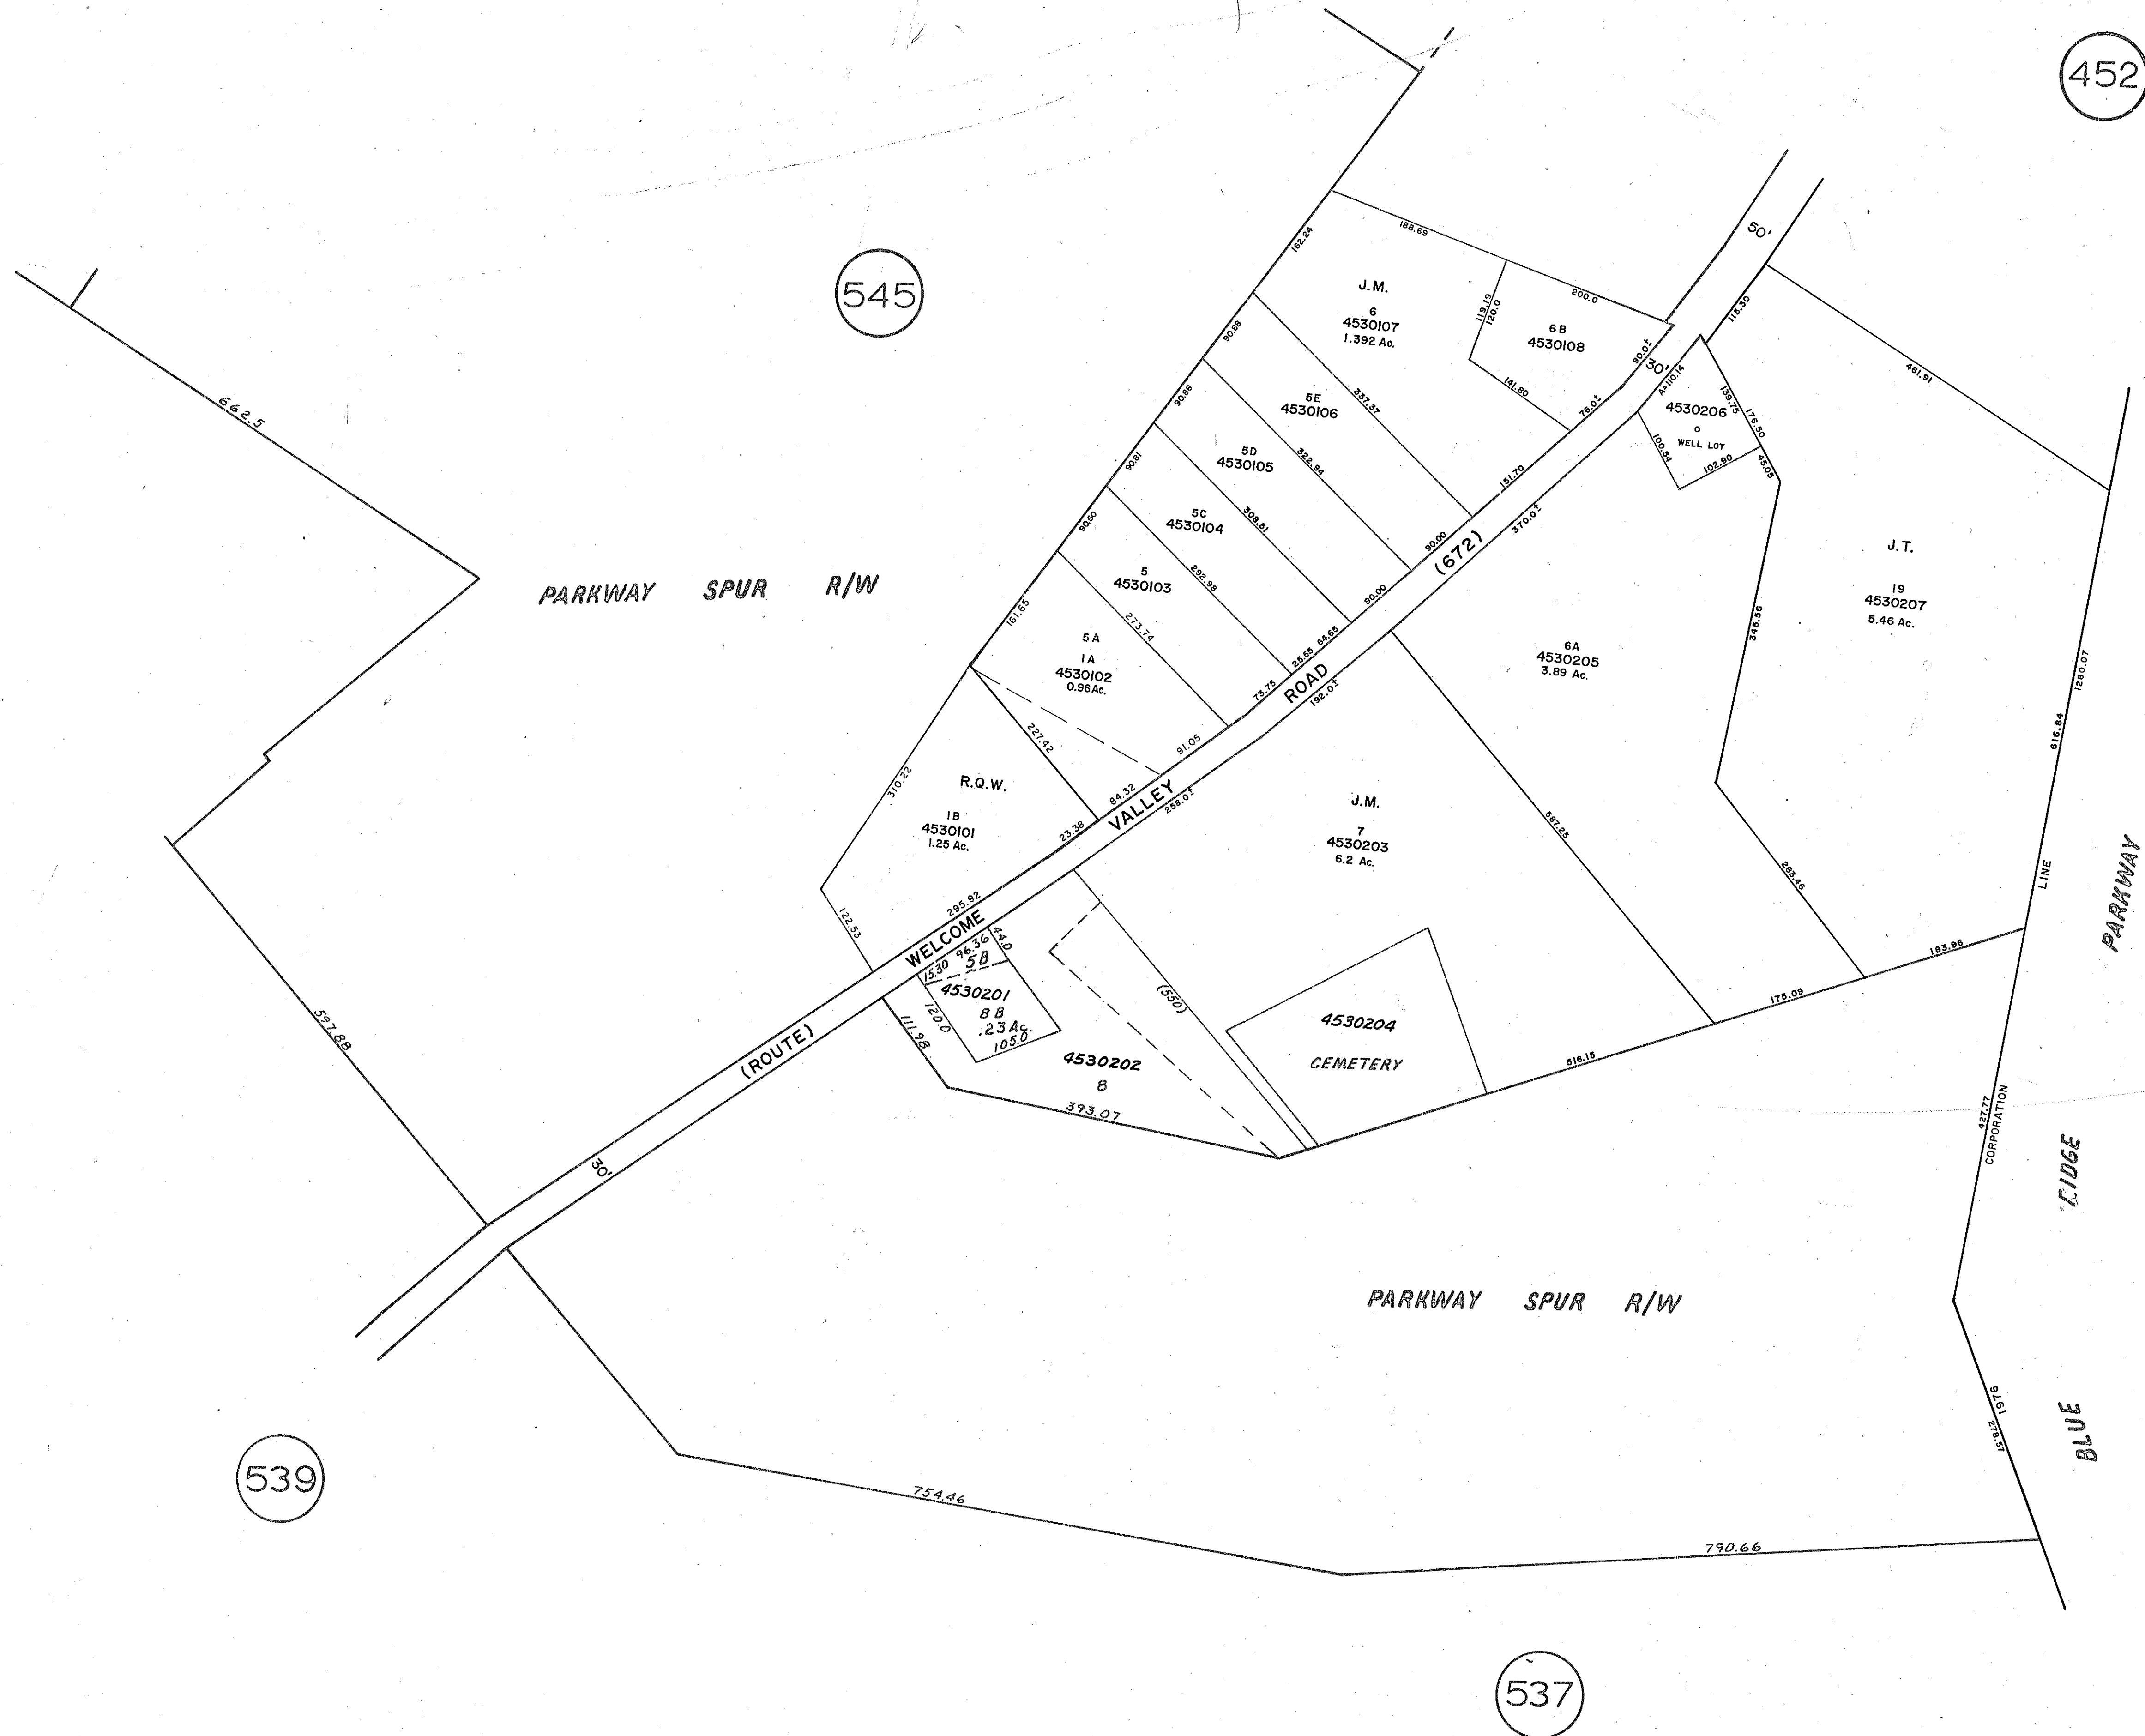 452
545
50'
188.69
162.24
J.M.
6
4530107
1.392 Ac.
119.19
120.0
200.0
6 B
4530108
90.0±
30'
115.30
461.91
141.80
76.0±
A=110.14
4530206
O
WELL LOT
139.75
176.50
45.05
100.54
102.90
662.5
90.88
5E
4530106
337.37
90.86
5D
4530105
322.94
90.81
5C
4530104
308.81
90.60
5
4530103
292.98
161.65
5A
1A
4530102
0.96 Ac.
273.74
227.42
151.70
370.0±
90.00
(672)
90.00
64.65
25.55
73.75
ROAD
192.0±
91.05
84.32
VALLEY
258.0±
23.38
295.92
WELCOME
(ROUTE)
30'
PARKWAY SPUR R/W
310.22
R.Q.W.
1B
4530101
1.25 Ac.
122.53
J.T.
19
4530207
5.46 Ac.
345.56
6A
4530205
3.89 Ac.
1280.07
616.84
J.M.
7
4530203
6.2 Ac.
587.25
283.46
LINE
183.96
175.09
516.15
PARKWAY
15.30
96.36
44.0
5B
4530201
8 B
.23 Ac.
120.0
105.0
111.98
4530202
8
393.07
(550)
4530204
CEMETERY
597.88
427.77
CORPORATION
RIDGE
PARKWAY SPUR R/W
1976
278.57
BLUE
539
754.46
790.66
537